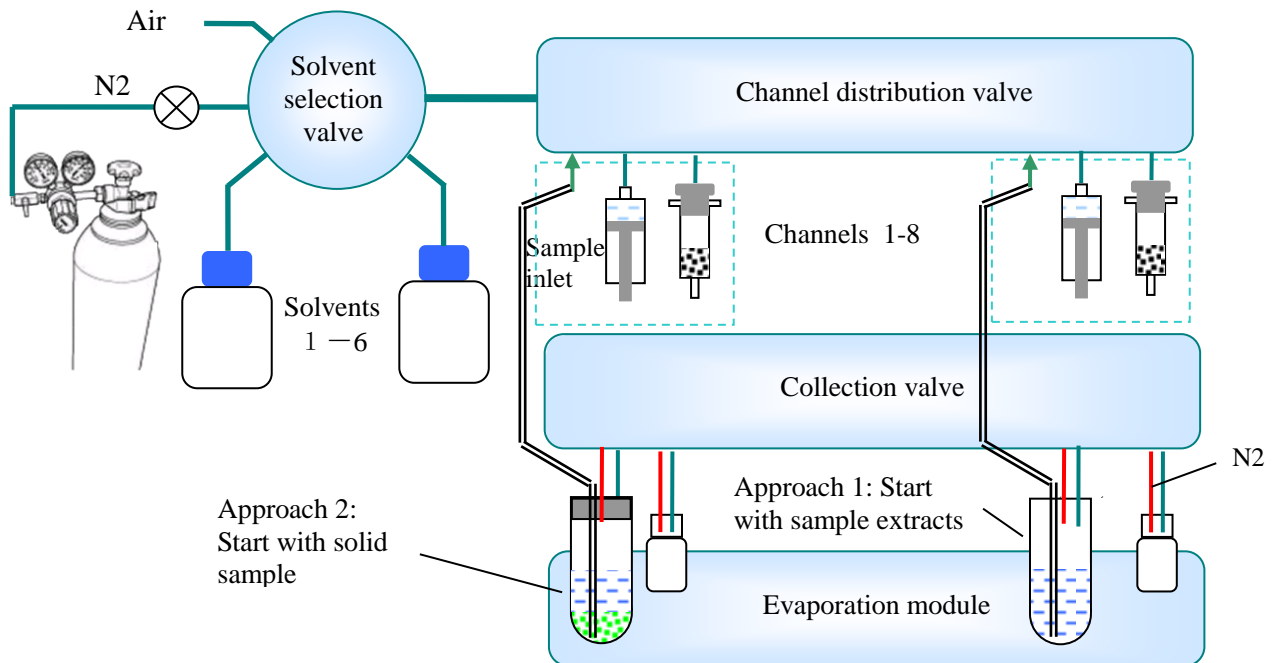 Air
N2
Solvent
selection
valve
Channel distribution valve
Sample
inlet
Channels 1-8
Solvents
1 －6
Collection valve
N2
Approach 2:
Start with solid
sample
Approach 1: Start
with sample extracts
Evaporation module